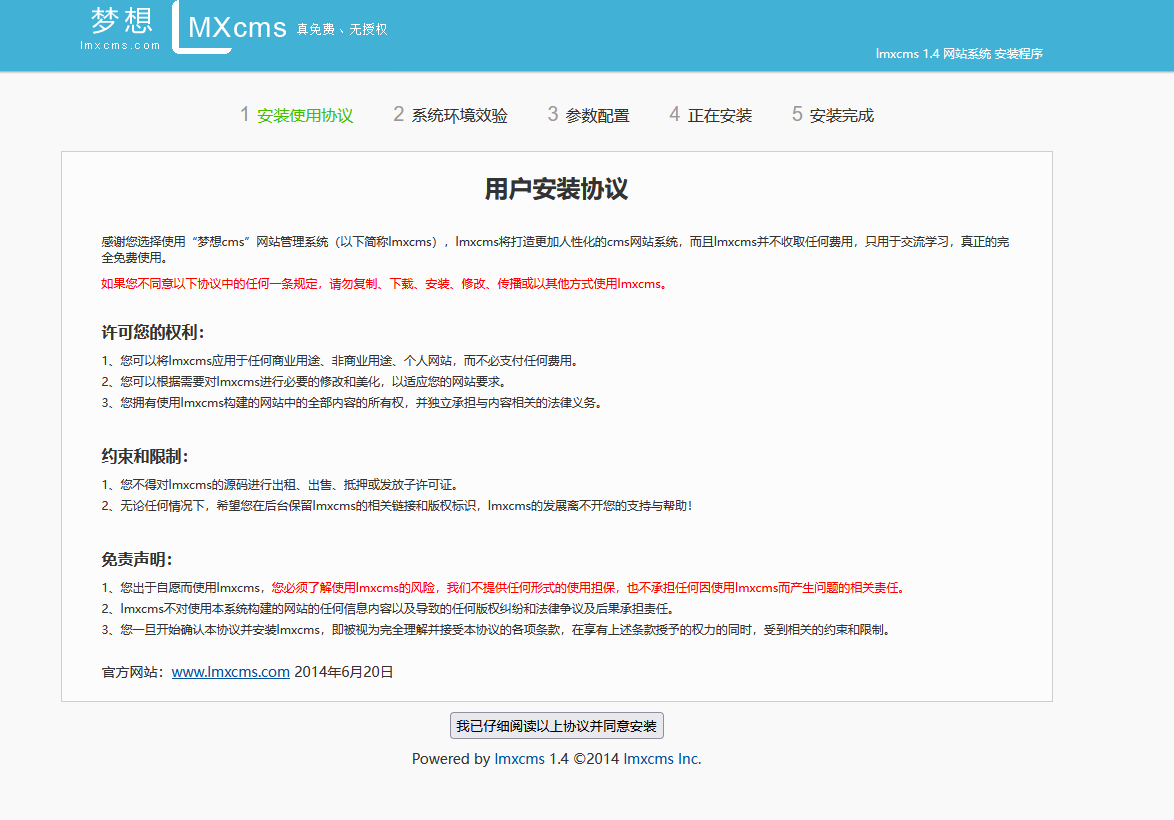 梦想
lmxcms.com
LMXcms 真免费、无授权
lmxcms 1.4 网站系统 安装程序
1 安装使用协议 2 系统环境效验 3 参数配置 4 正在安装 5 安装完成
用户安装协议
感谢您选择使用“梦想cms”网站管理系统（以下简称lmxcms），lmxcms将打造更加人性化的cms网站系统，而且lmxcms并不收取任何费用，只用于交流学习，真正的完
全免费使用。
如果您不同意以下协议中的任何一条规定，请勿复制、下载、安装、修改、传播或以其他方式使用lmxcms。
许可您的权利：
1、您可以将lmxcms应用于任何商业用途、非商业用途、个人网站，而不必支付任何费用。
2、您可以根据需要对lmxcms进行必要的修改和美化，以适应您的网站要求。
3、您拥有使用lmxcms构建的网站中的全部内容的所有权，并独立承担与内容相关的法律义务。
约束和限制：
1、您不得对lmxcms的源码进行出租、出售、抵押或发放子许可证。
2、无论任何情况下，希望您在后台保留lmxcms的相关链接和版权标识，lmxcms的发展离不开您的支持与帮助！
免责声明：
1、您出于自愿而使用lmxcms，您必须了解使用lmxcms的风险，我们不提供任何形式的使用担保，也不承担任何因使用lmxcms而产生问题的相关责任。
2、lmxcms不对使用本系统构建的网站的任何信息内容以及导致的任何版权纠纷和法律争议及后果承担责任。
3、您一旦开始确认本协议并安装lmxcms，即被视为完全理解并接受本协议的各项条款，在享有上述条款授予的权力的同时，受到相关的约束和限制。
官方网站：www.lmxcms.com 2014年6月20日
我已仔细阅读以上协议并同意安装
Powered by lmxcms 1.4 ©2014 lmxcms Inc.